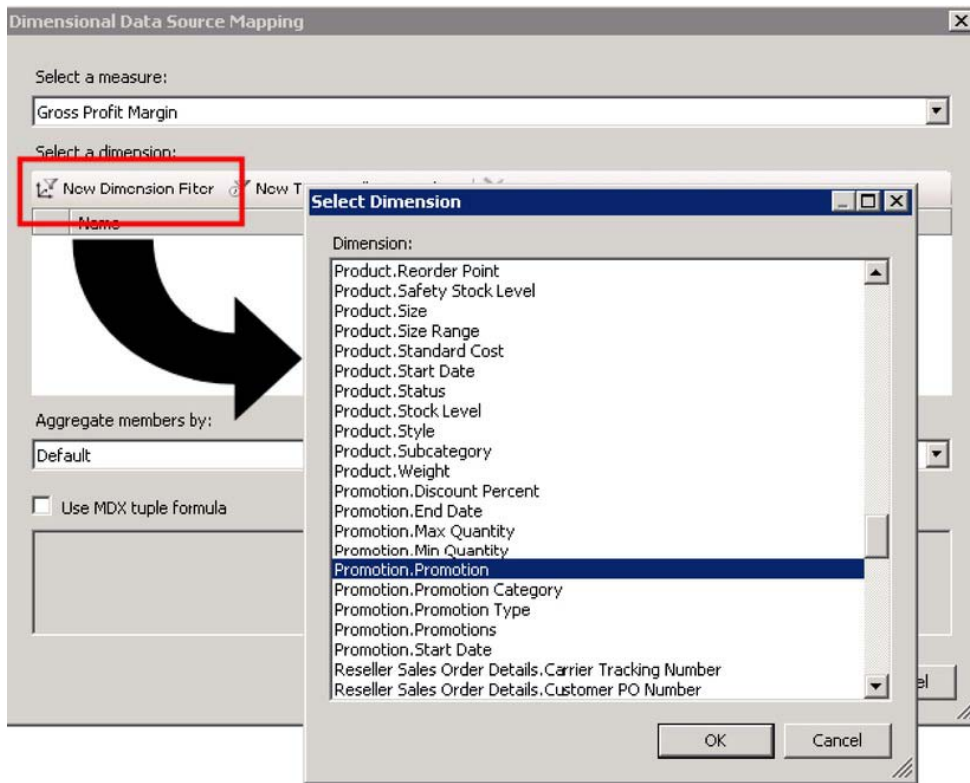 Dimensional Data Source Mapping
Select a measure:
Gross Profit Margin
Select a dimension:
New Dimension Filter New T
Name
Select Dimension
Dimension:
Product.Reorder Point
Product.Safety Stock Level
Product.Size
Product.Size Range
Product.Standard Cost
Product.Start Date
Product.Status
Product.Stock Level
Product.Style
Product.Subcategory
Product.Weight
Promotion.Discount Percent
Promotion.End Date
Promotion.Max Quantity
Promotion.Min Quantity
Promotion.Promotion
Promotion.Promotion Category
Promotion.Promotion Type
Promotion.Promotions
Promotion.Start Date
Reseller Sales Order Details.Carrier Tracking Number
Reseller Sales Order Details.Customer PO Number
OK Cancel
Aggregate members by:
Default
Use MDX tuple formula
el